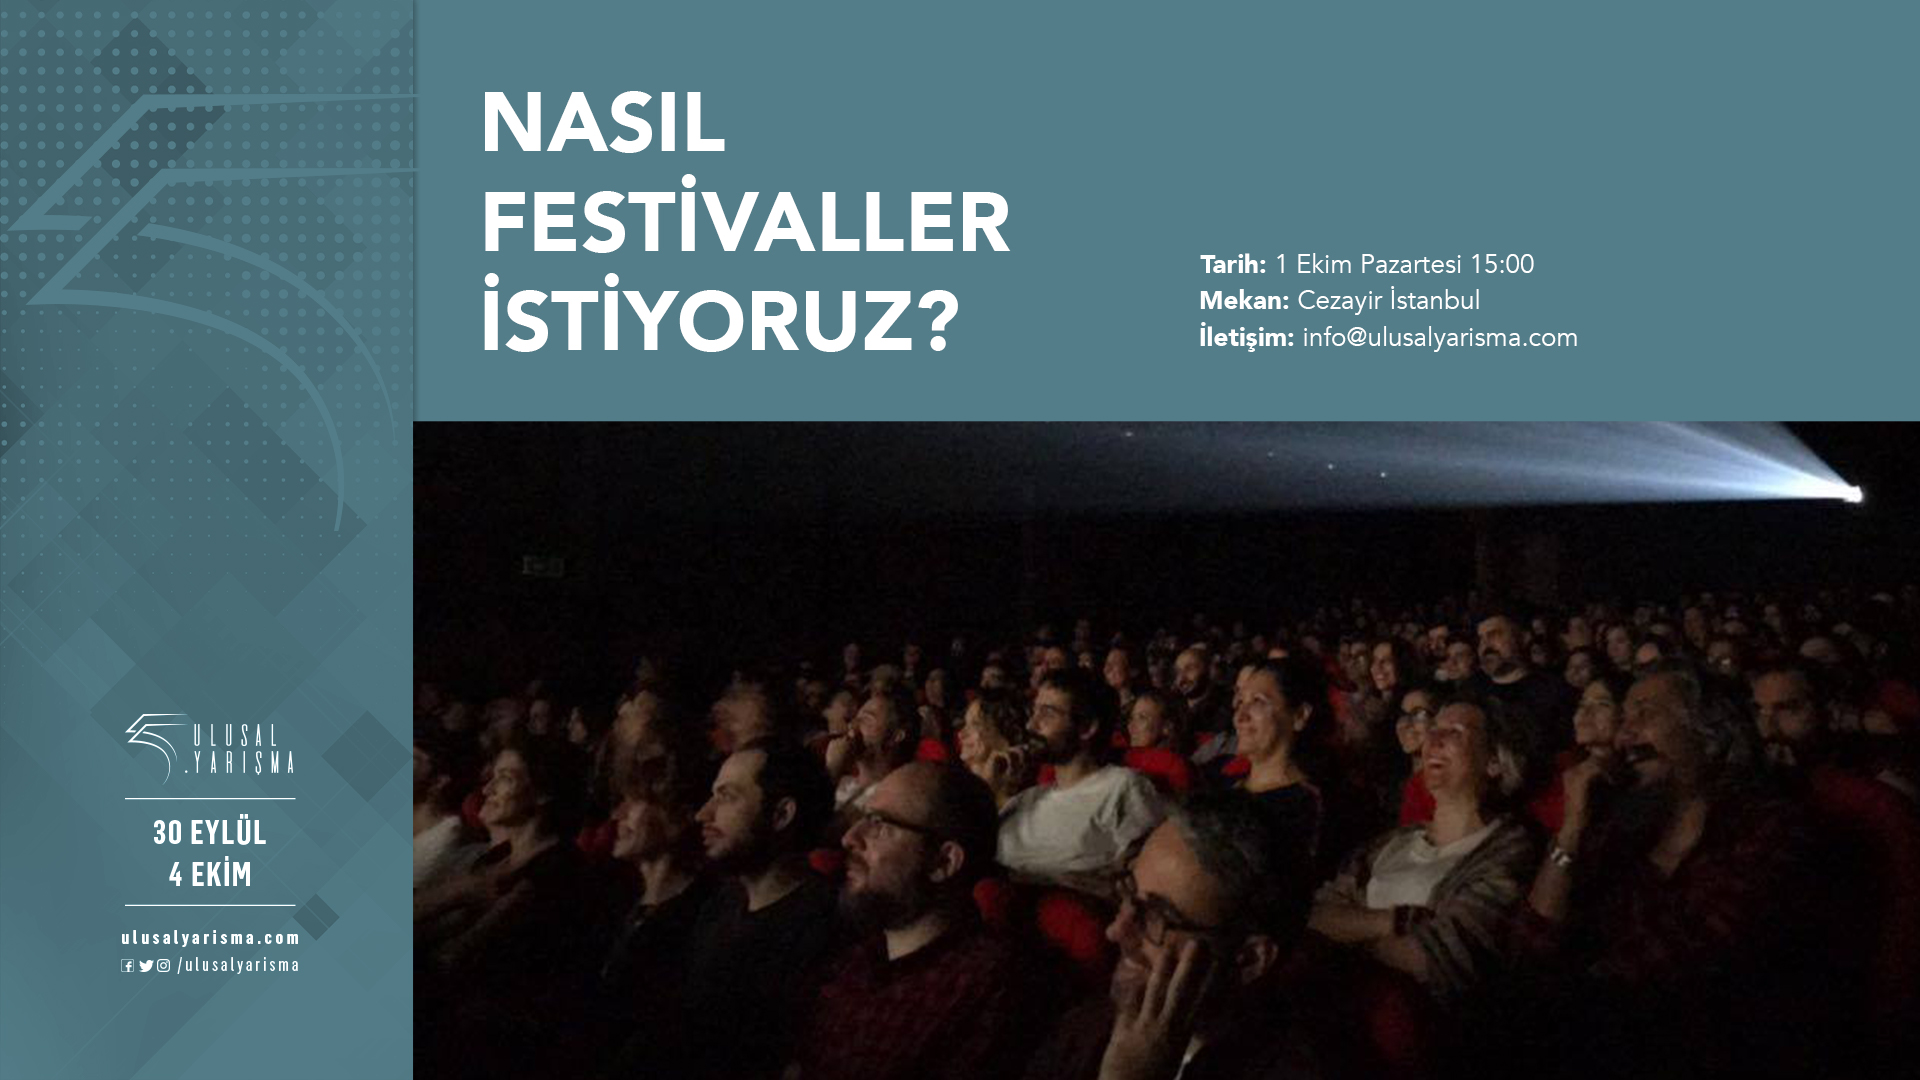 NASIL
FESTİVALLER
İSTİYORUZ?
Tarih: 1 Ekim Pazartesi 15:00
Mekan: Cezayir İstanbul
İletişim: info@ulusalyarisma.com
55 ULUSAL
.YARIŞMA
30 EYLÜL
4 EKİM
ulusalyarisma.com
/ulusalyarisma